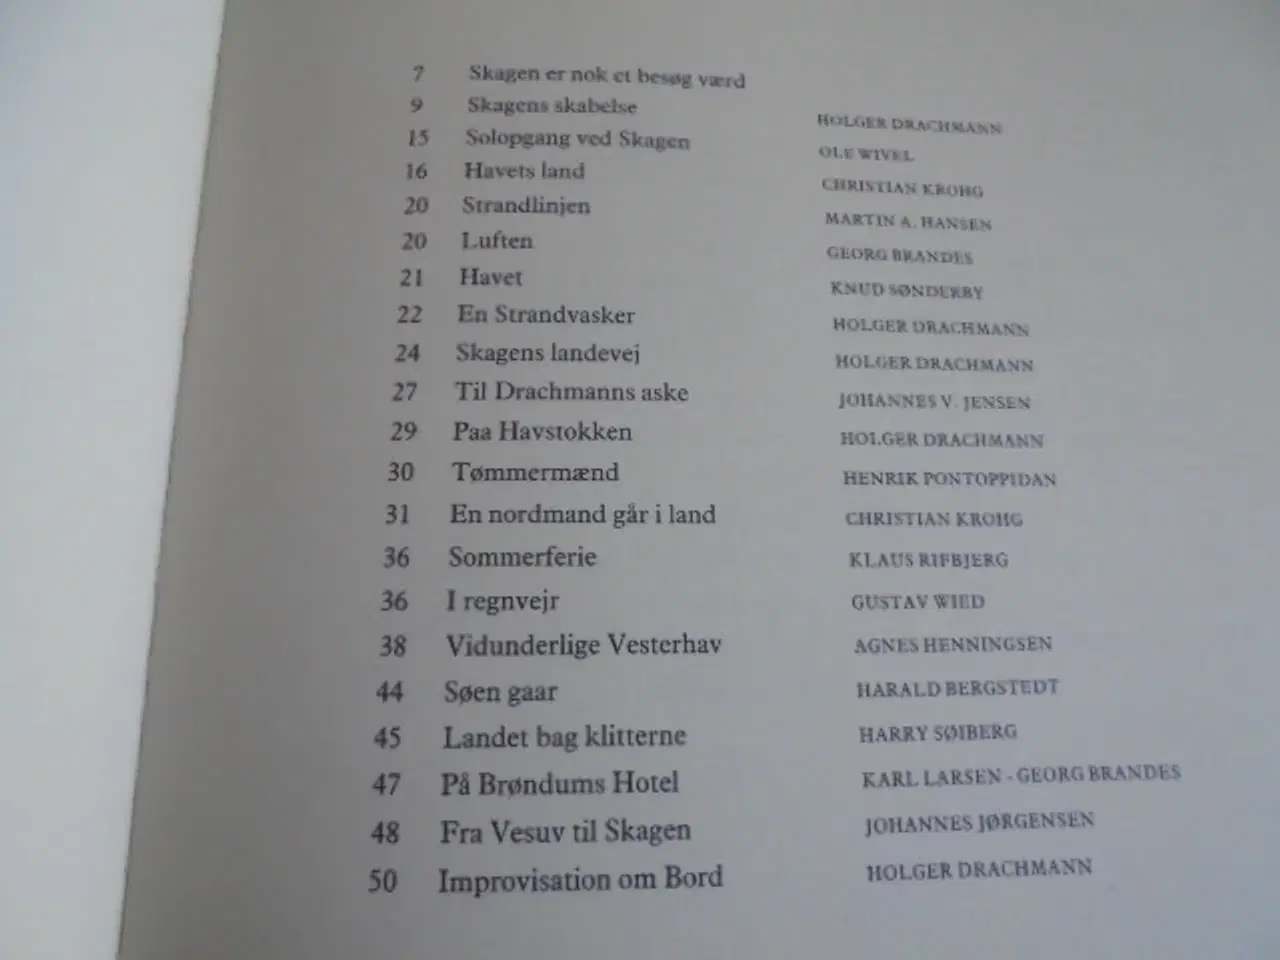 7 Skagen er nok et besøg værd
9 Skagens skabelse HOLGER DRACHMANN
15 Solopgang ved Skagen OLE WIVEL
16 Havets land CHRISTIAN KROHG
20 Strandlinjen MARTIN A. HANSEN
20 Luften GEORG BRANDES
21 Havet KNUD SØNDERBY
22 En Strandvasker HOLGER DRACHMANN
24 Skagens landevej HOLGER DRACHMANN
27 Til Drachmanns aske JOHANNES V. JENSEN
29 Paa Havstokken HOLGER DRACHMANN
30 Tømmermænd HENRIK PONTOPPIDAN
31 En nordmand går i land CHRISTIAN KROHG
36 Sommerferie KLAUS RIFBJERG
36 I regnvejr GUSTAV WIED
38 Vidunderlige Vesterhav AGNES HENNINGSEN
44 Søen gaar HARALD BERGSTEDT
45 Landet bag klitterne HARRY SØIBERG
47 På Brøndums Hotel KARL LARSEN - GEORG BRANDES
48 Fra Vesuv til Skagen JOHANNES JØRGENSEN
50 Improvisation om Bord HOLGER DRACHMANN